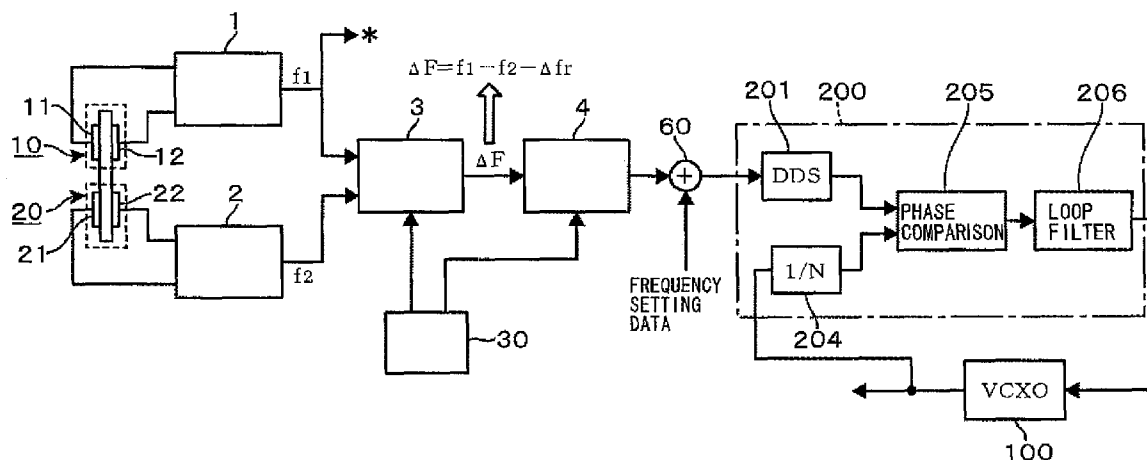 1
*
f1
ΔF=f1−f2−Δfr
11
10
12
3
ΔF
4
60
+
201
200
205
206
DDS
PHASE
COMPARISON
LOOP
FILTER
20
22
21
2
f2
1/N
204
FREQUENCY
SETTING
DATA
30
VCXO
100